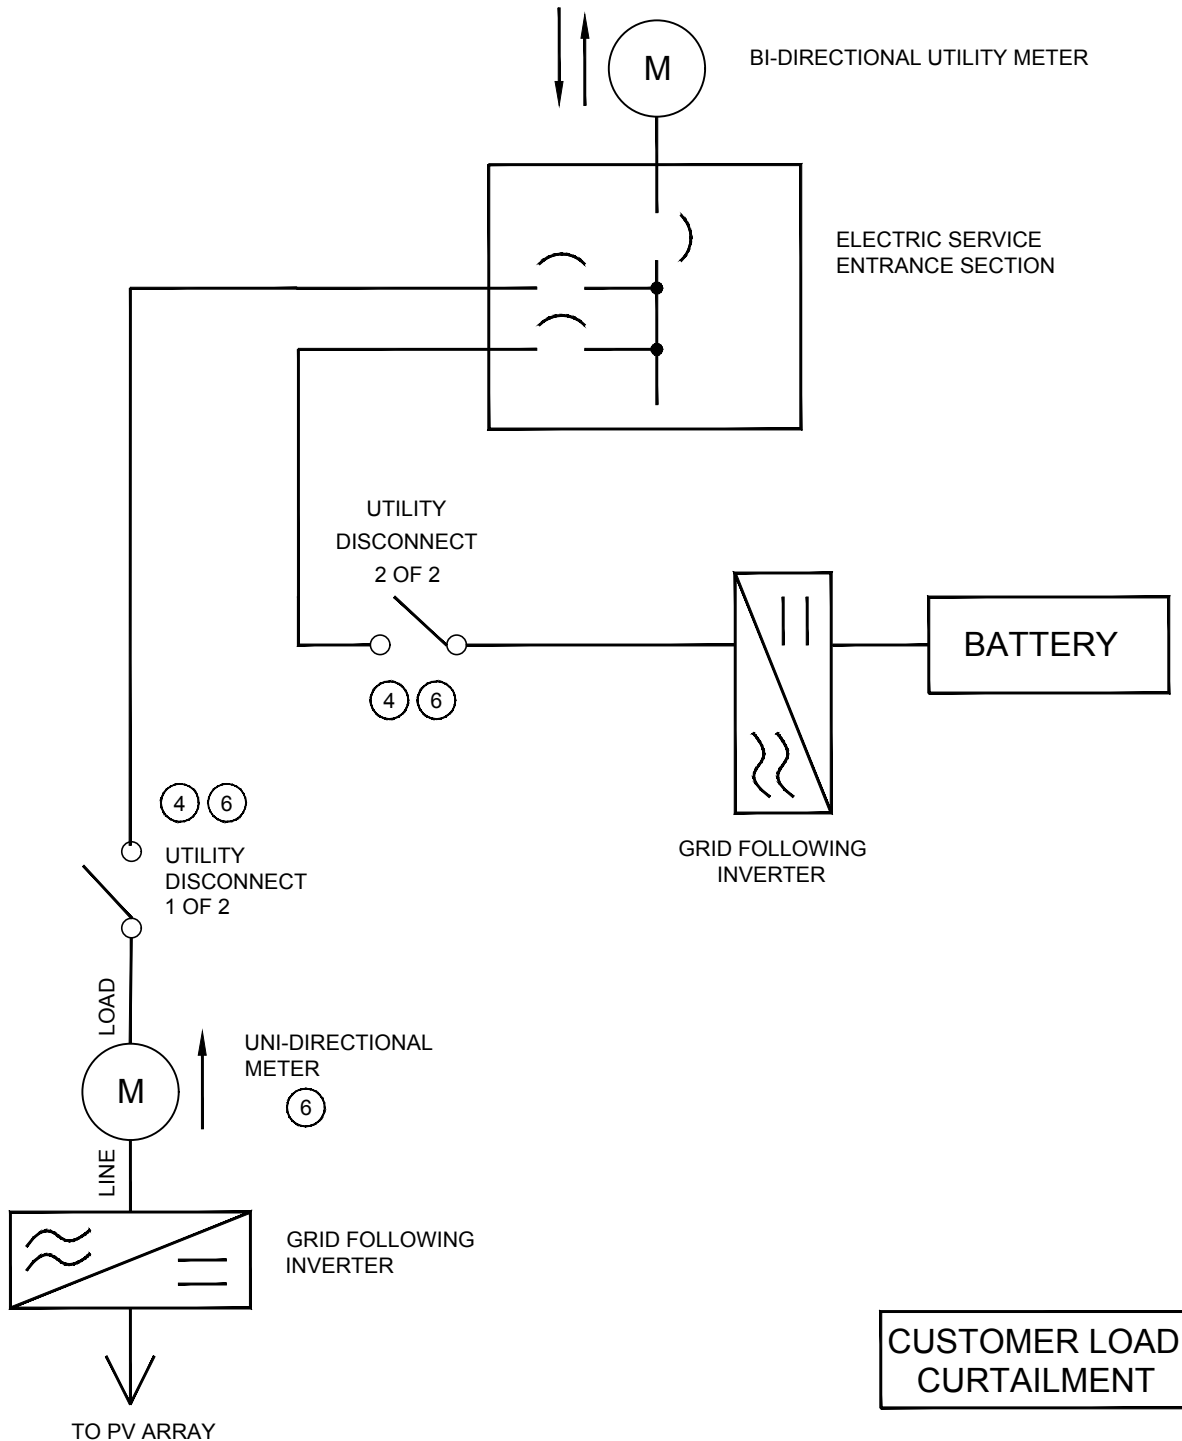 M
BI-DIRECTIONAL UTILITY METER
ELECTRIC SERVICE
ENTRANCE SECTION
UTILITY
DISCONNECT
2 OF 2
4 6
BATTERY
GRID FOLLOWING
INVERTER
4 6
UTILITY
DISCONNECT
1 OF 2
LOAD
M
UNI-DIRECTIONAL
METER
6
LINE
GRID FOLLOWING
INVERTER
TO PV ARRAY
CUSTOMER LOAD
CURTAILMENT